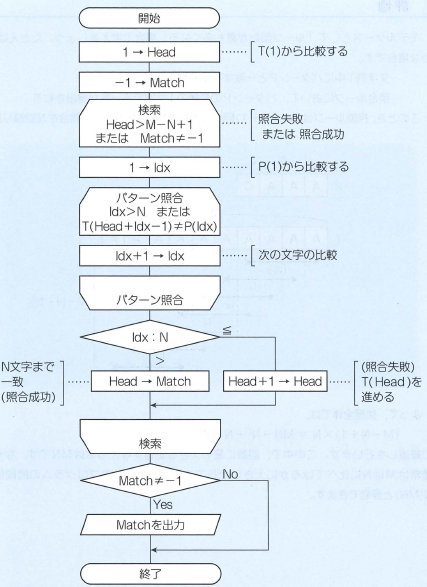 開始
1 → Head
T(1)から比較する
−1 → Match
検索
Head>M−N+1
または Match≠−1
照合失敗
または 照合成功
1 → Idx
P(1)から比較する
パターン照合
Idx>N または
T(Head+Idx−1)≠P(Idx)
Idx+1 → Idx
次の文字の比較
パターン照合
Idx：N
≦
>
N文字まで
一致
(照合成功)
Head → Match
Head+1 → Head
(照合失敗)
T(Head)を
進める
検索
Match≠−1
No
Yes
Matchを出力
終了